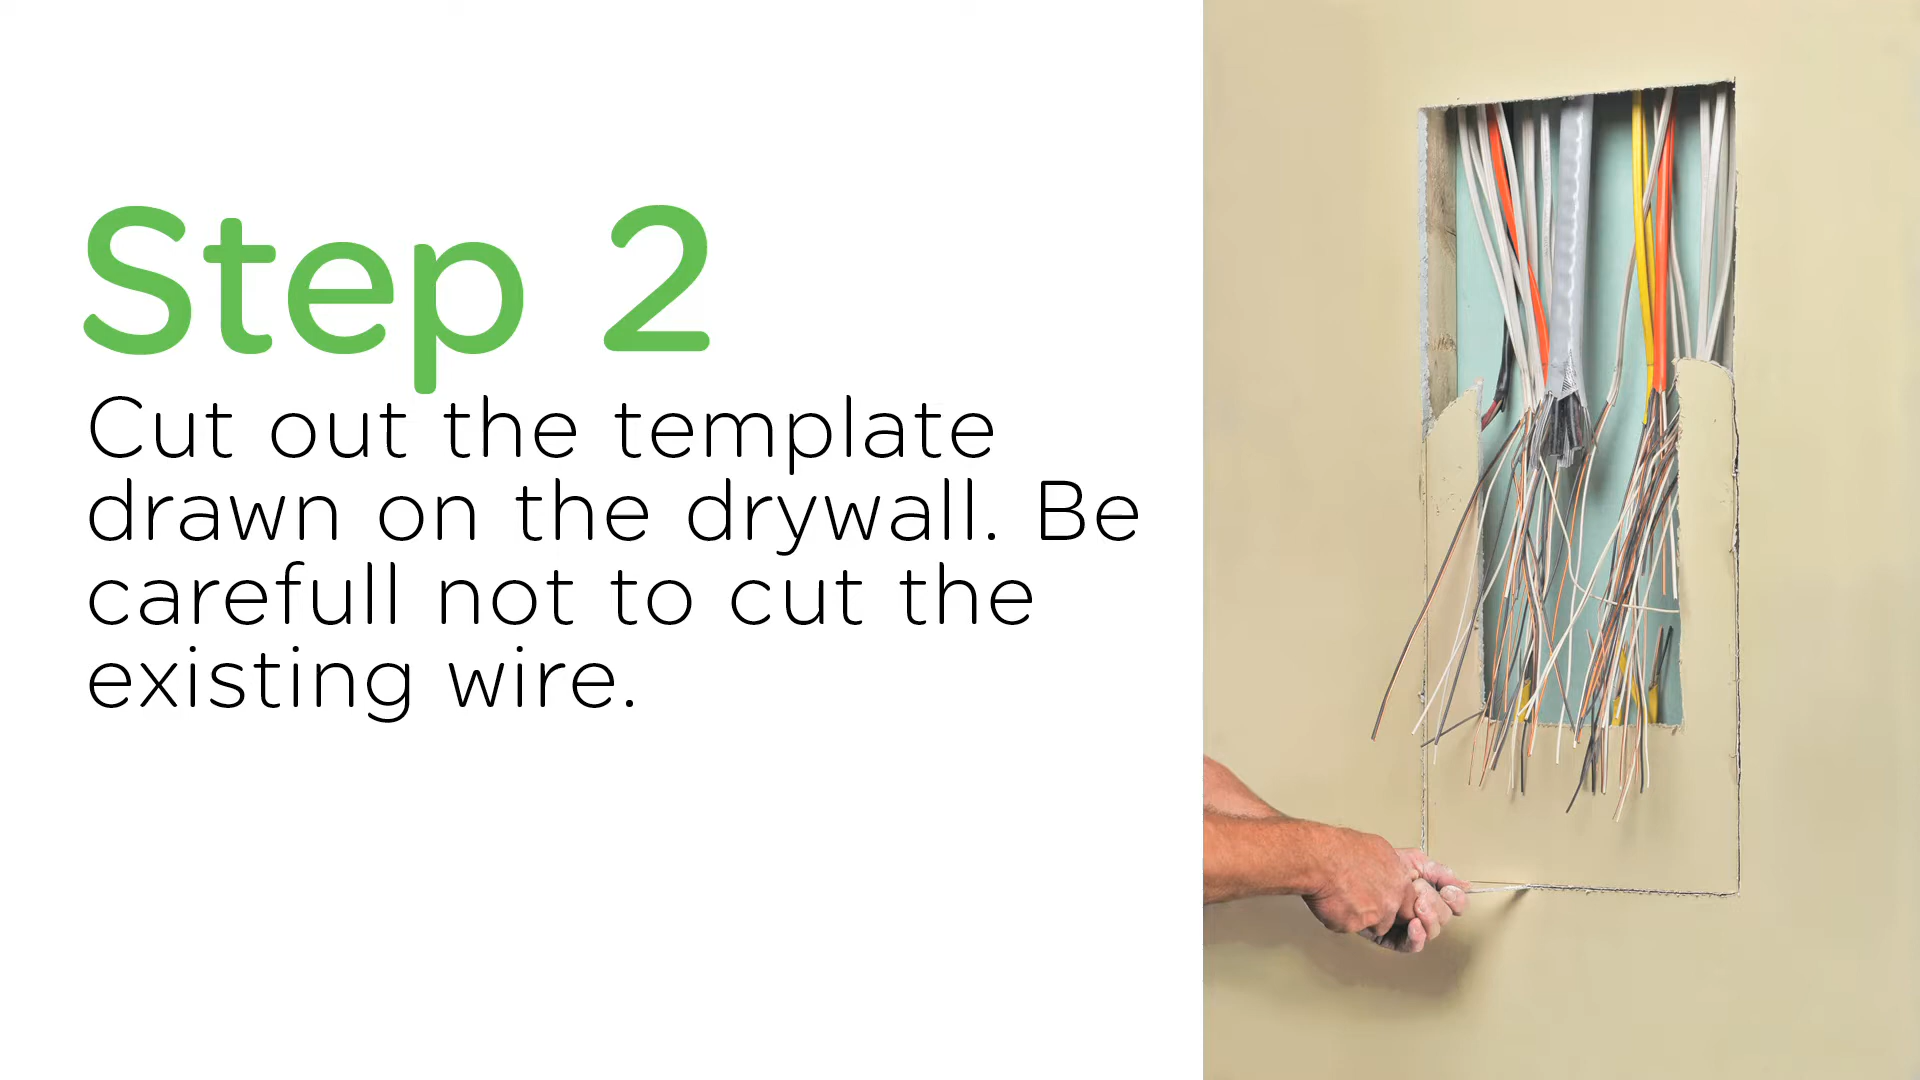 Step 2
Cut out the template
drawn on the drywall. Be
carefull not to cut the
existing wire.